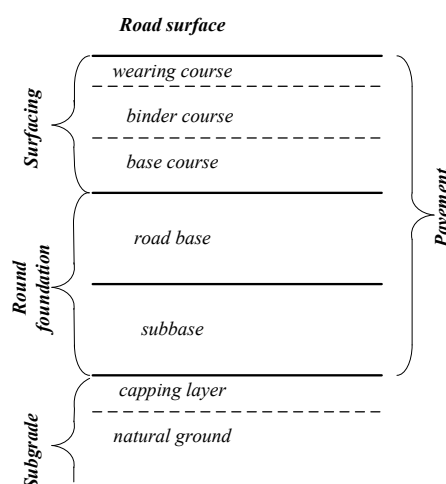 Road surface
wearing course
binder course
base course
Surfacing
road base
subbase
Round
foundation
Pavement
capping layer
natural ground
Subgrade